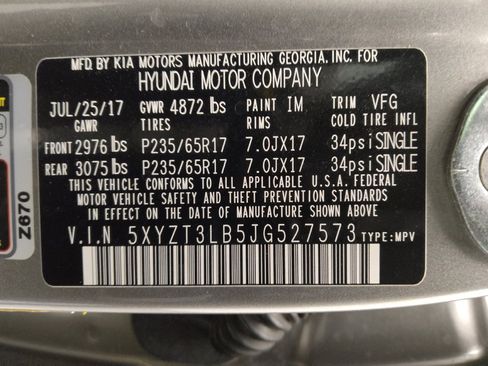 MFD. BY KIA MOTORS MANUFACTURING GEORGIA, INC. FOR
HYUNDAI MOTOR COMPANY
JUL/25/17 GVWR 4872 lbs PAINT IM TRIM VFG
GAWR TIRES RIMS COLD TIRE INFL
FRONT 2976 lbs P235/65R17 7.0JX17 34psi SINGLE
REAR 3075 lbs P235/65R17 7.0JX17 34psi SINGLE
THIS VEHICLE CONFORMS TO ALL APPLICABLE U.S.A. FEDERAL
MOTOR VEHICLE SAFETY BUMPER, AND THEFT PREVENTION
STANDARDS IN EFFECT ON THE DATE OF MANUFACTURE SHOWN ABOVE.
V.I.N 5XYZT3LB5JG527573 TYPE:MPV
Z670